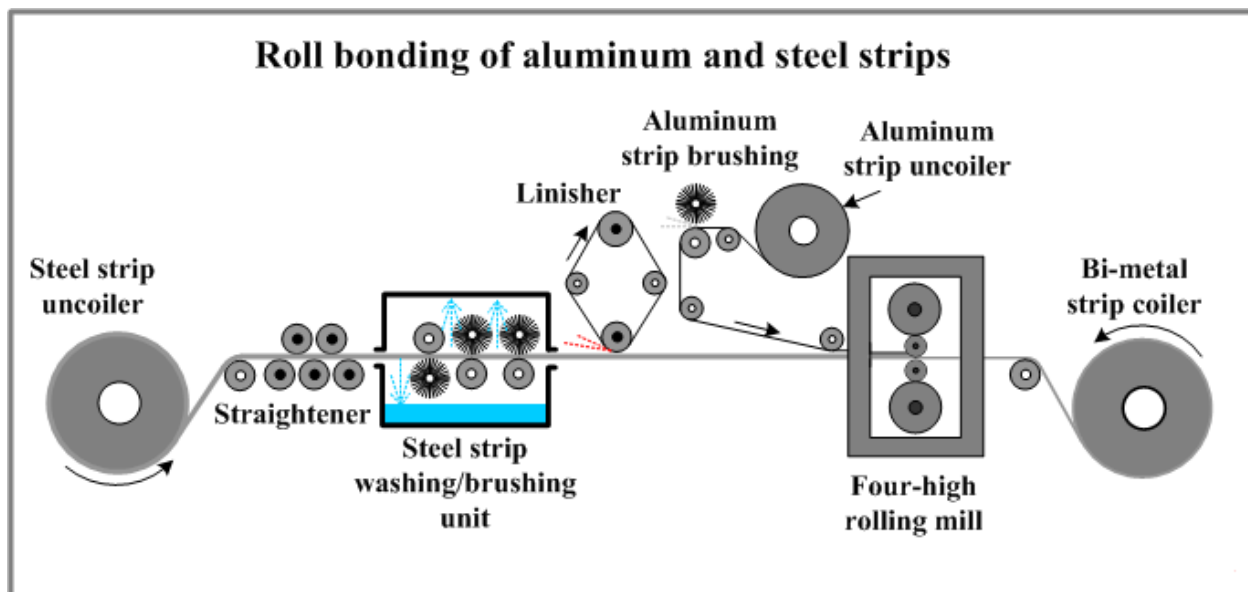 Roll bonding of aluminum and steel strips
Aluminum
strip brushing
Aluminum
strip uncoiler
Linisher
Steel strip
uncoiler
Bi-metal
strip coiler
Straightener
Steel strip
washing/brushing
unit
Four-high
rolling mill